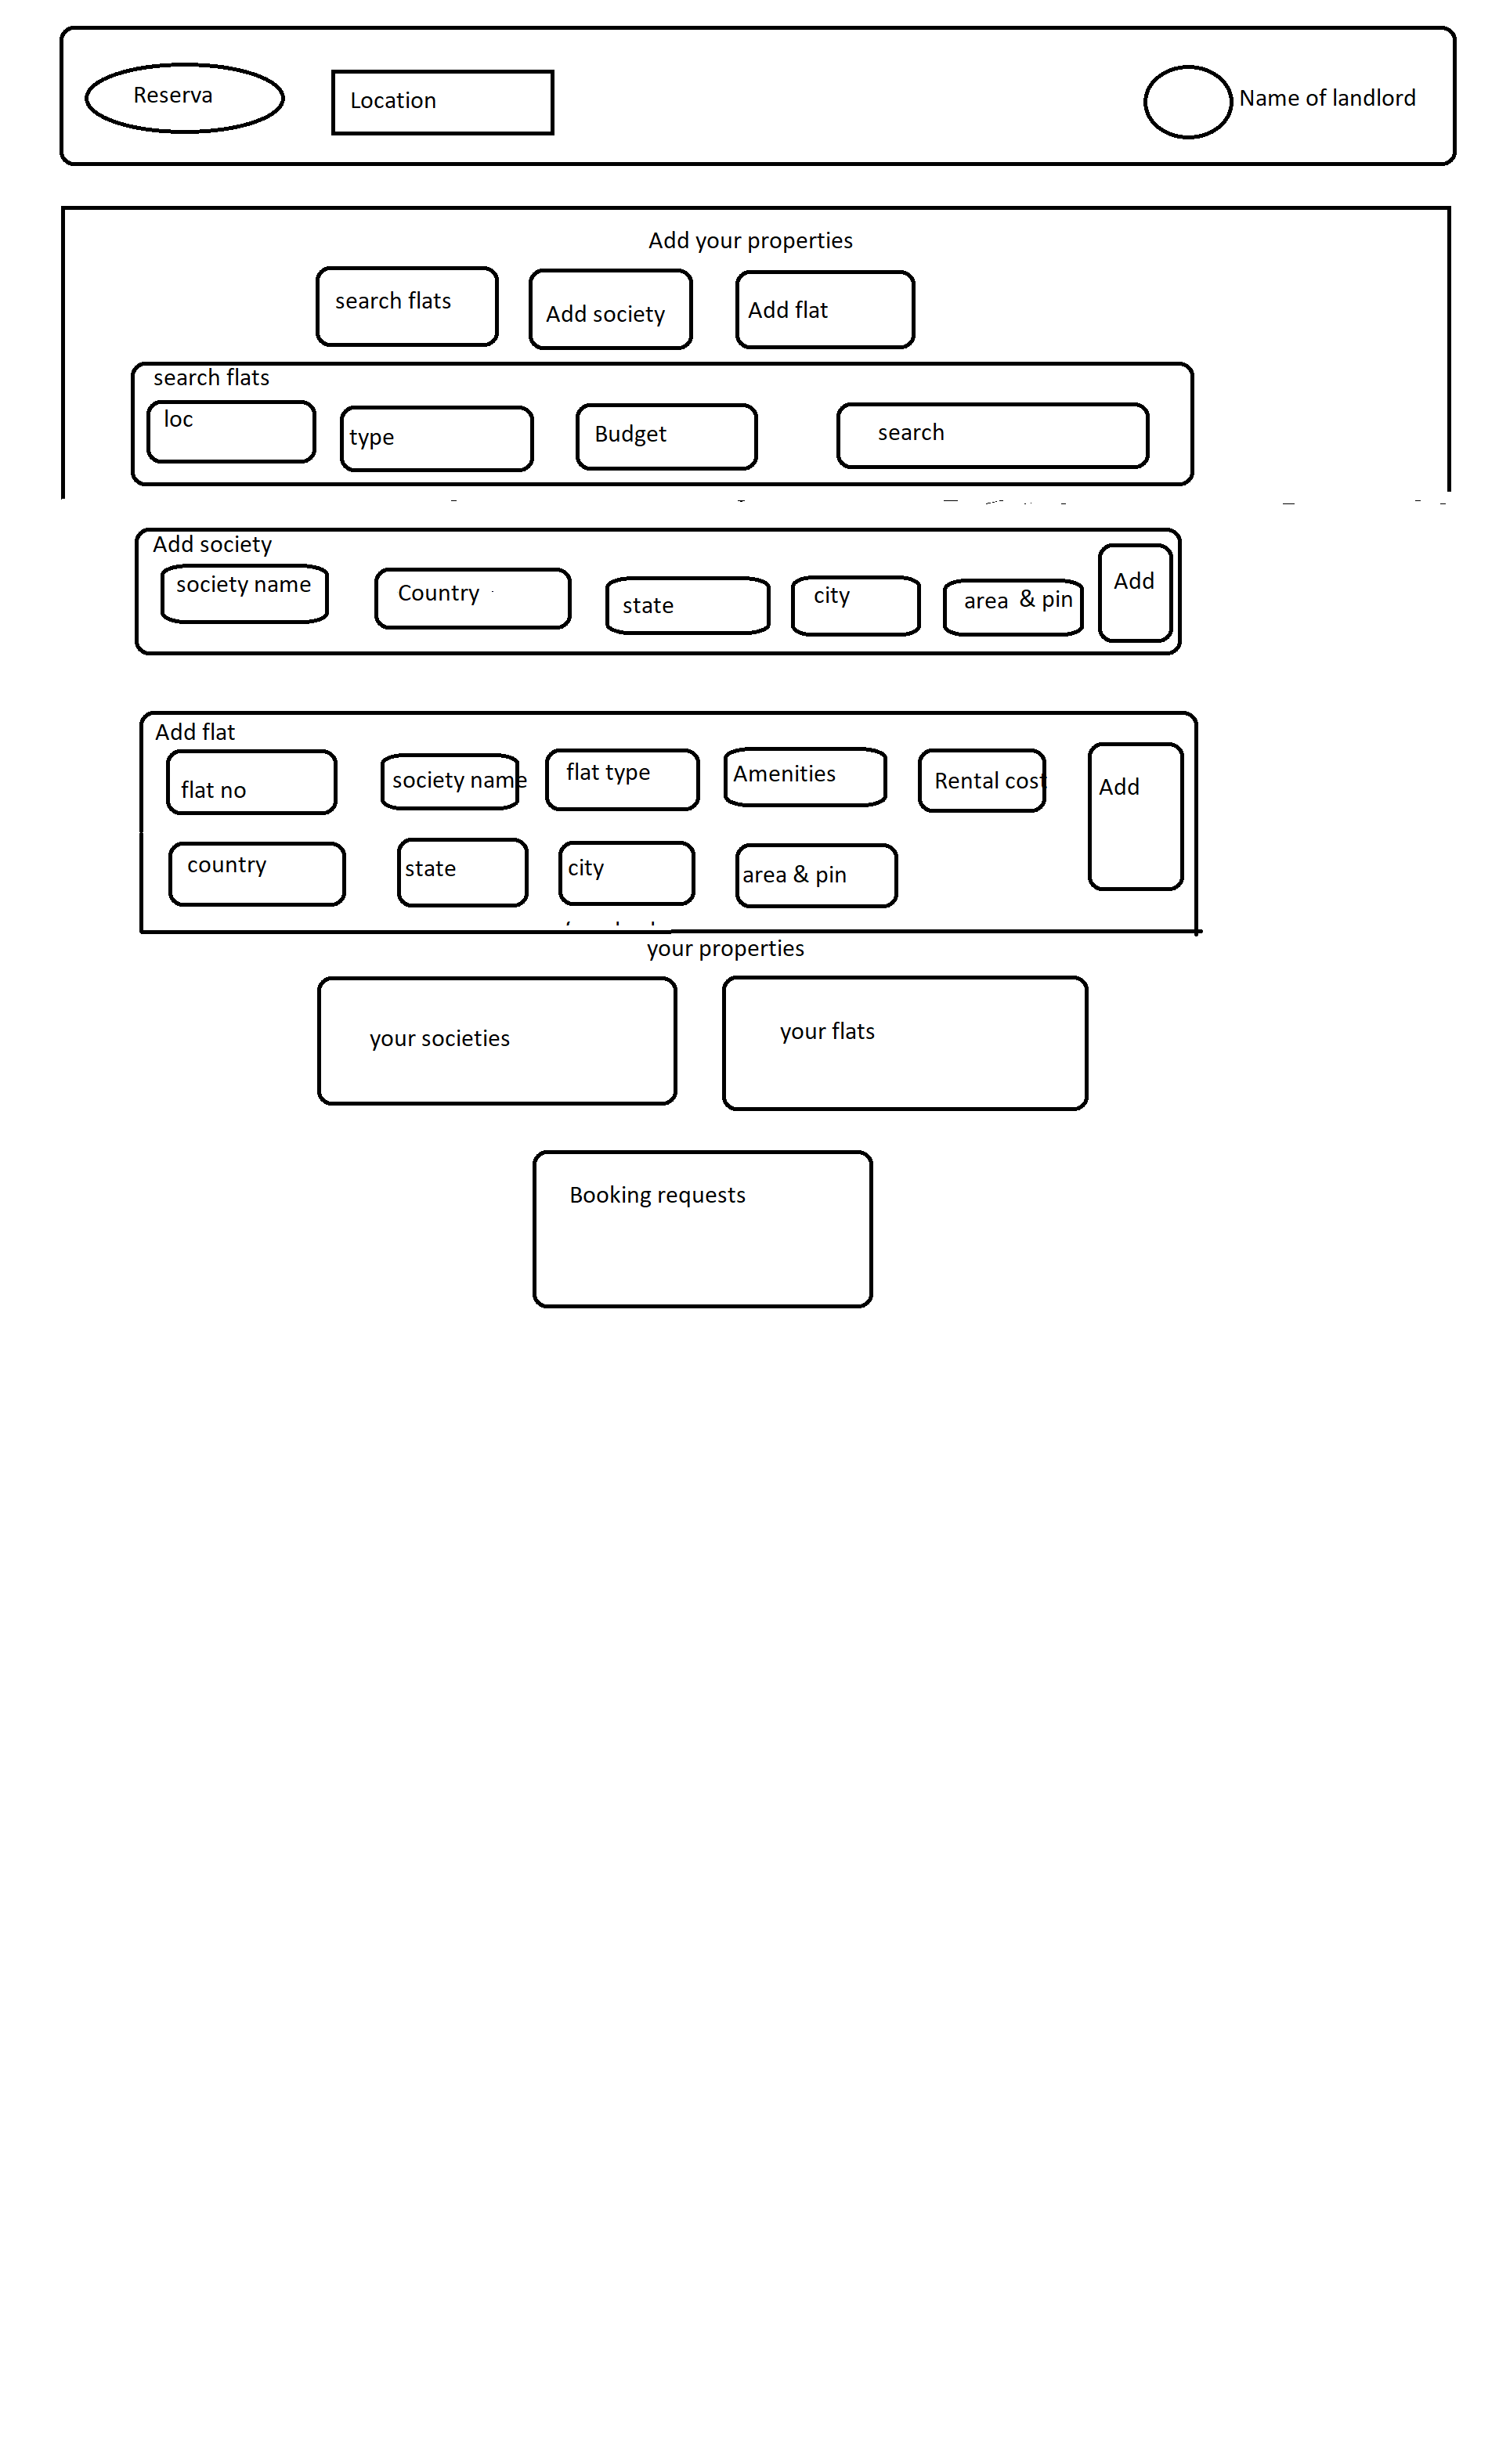 Reserva
Location
Name of landlord
Add your properties
search flats
Add society
Add flat
search flats
loc
type
Budget
search
Add society
society name
Country
state
city
area & pin
Add
Add flat
flat no
society name
flat type
Amenities
Rental cost
Add
country
state
city
area & pin
your properties
your societies
your flats
Booking requests